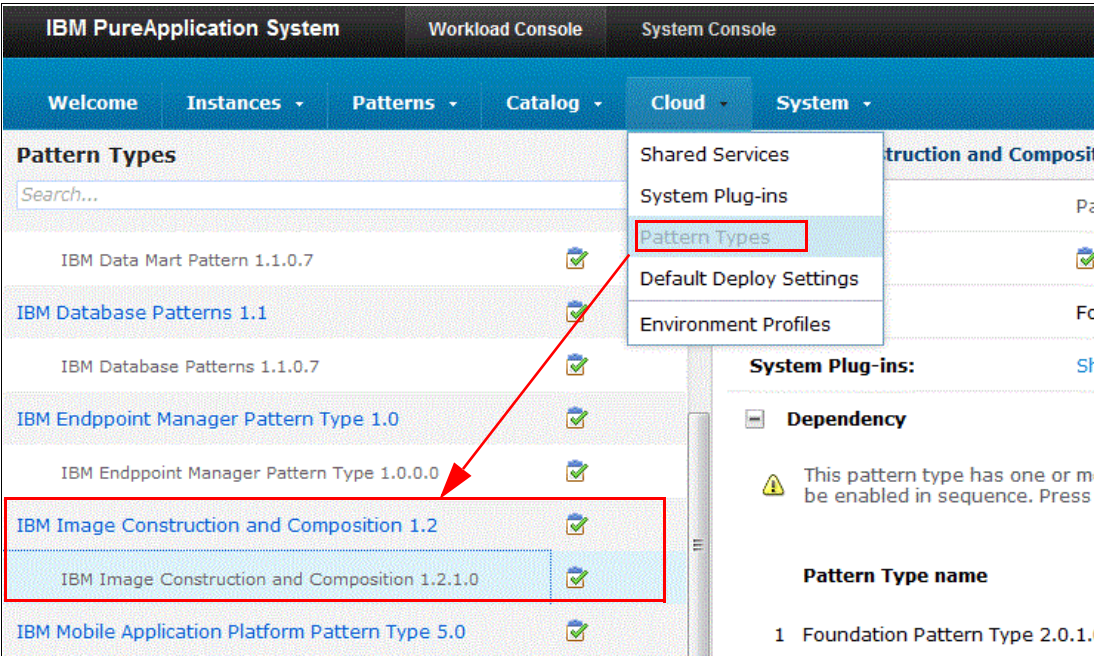 IBM PureApplication System
Workload Console
System Console
Welcome
Instances
Patterns
Catalog
Cloud
System
Pattern Types
Search...
IBM Data Mart Pattern 1.1.0.7
IBM Database Patterns 1.1
IBM Database Patterns 1.1.0.7
IBM Endppoint Manager Pattern Type 1.0
IBM Endppoint Manager Pattern Type 1.0.0.0
IBM Image Construction and Composition 1.2
IBM Image Construction and Composition 1.2.1.0
IBM Mobile Application Platform Pattern Type 5.0
Shared Services
System Plug-ins
Pattern Types
Default Deploy Settings
Environment Profiles
truction and Composit
Pa
Fo
System Plug-ins:
Sh
Dependency
This pattern type has one or m
be enabled in sequence. Press
Pattern Type name
1 Foundation Pattern Type 2.0.1.